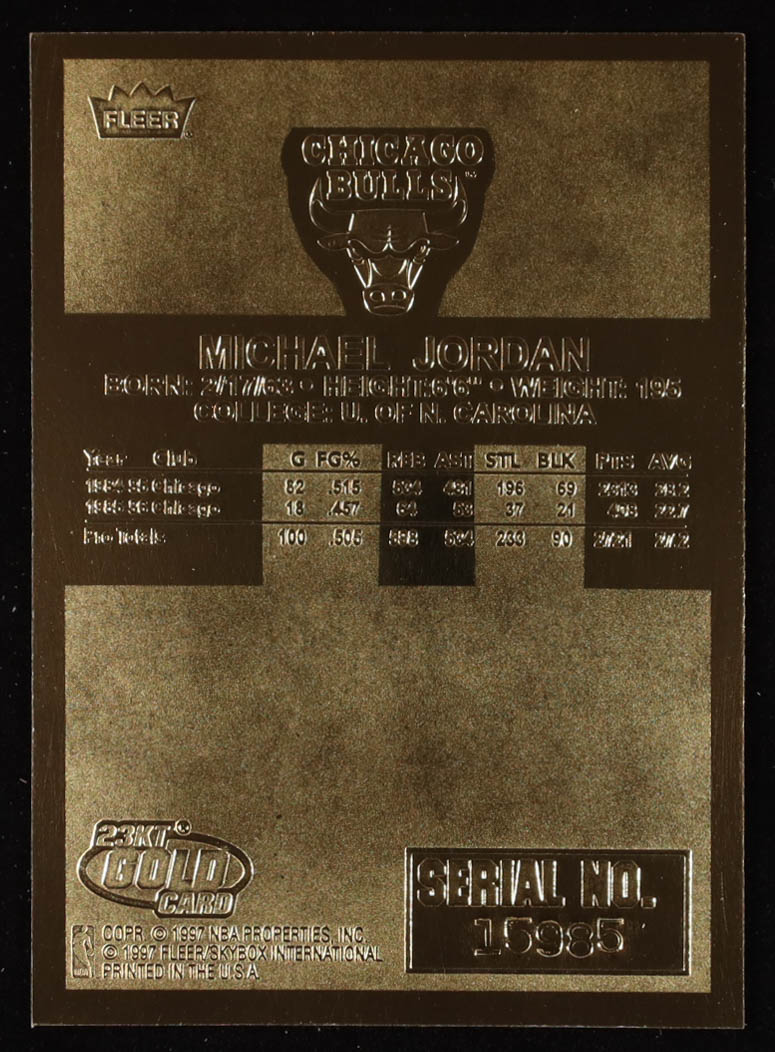 FLEER
CHICAGO
BULLS™
MICHAEL JORDAN
BORN: 2/17/63 • HEIGHT:6'6" • WEIGHT: 195
COLLEGE: U. OF N. CAROLINA
Year Club G FG% REB AST STL BLK PTS AVG
1984-85 Chicago 82 .515 534 481 196 69 2313 28.2
1985-86 Chicago 18 .457 64 53 37 21 408 22.7
Pro Totals 100 .505 598 534 233 90 2721 27.2
23KT
GOLD
CARD
SERIAL NO.
15985
COPR. © 1997 NBA PROPERTIES, INC.
© 1997 FLEER/SKYBOX INTERNATIONAL
PRINTED IN THE U.S.A.